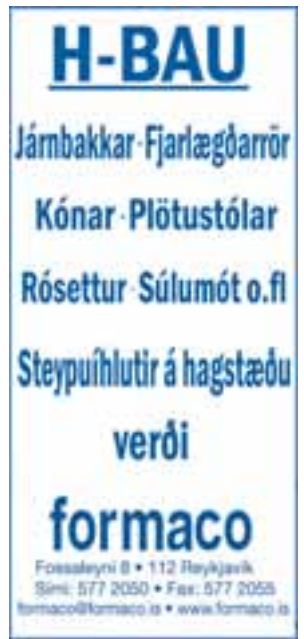 H-BAU
Járnbakkar · Fjarlægðarrör
Kónar · Plötustólar
Rósettur · Súlumót o.fl
Steypuíhlutir á hagstæðu
verði
formaco
Fossaleyni 8 • 112 Reykjavík
Sími: 577 2050 • Fax: 577 2055
formaco@formaco.is • www.formaco.is